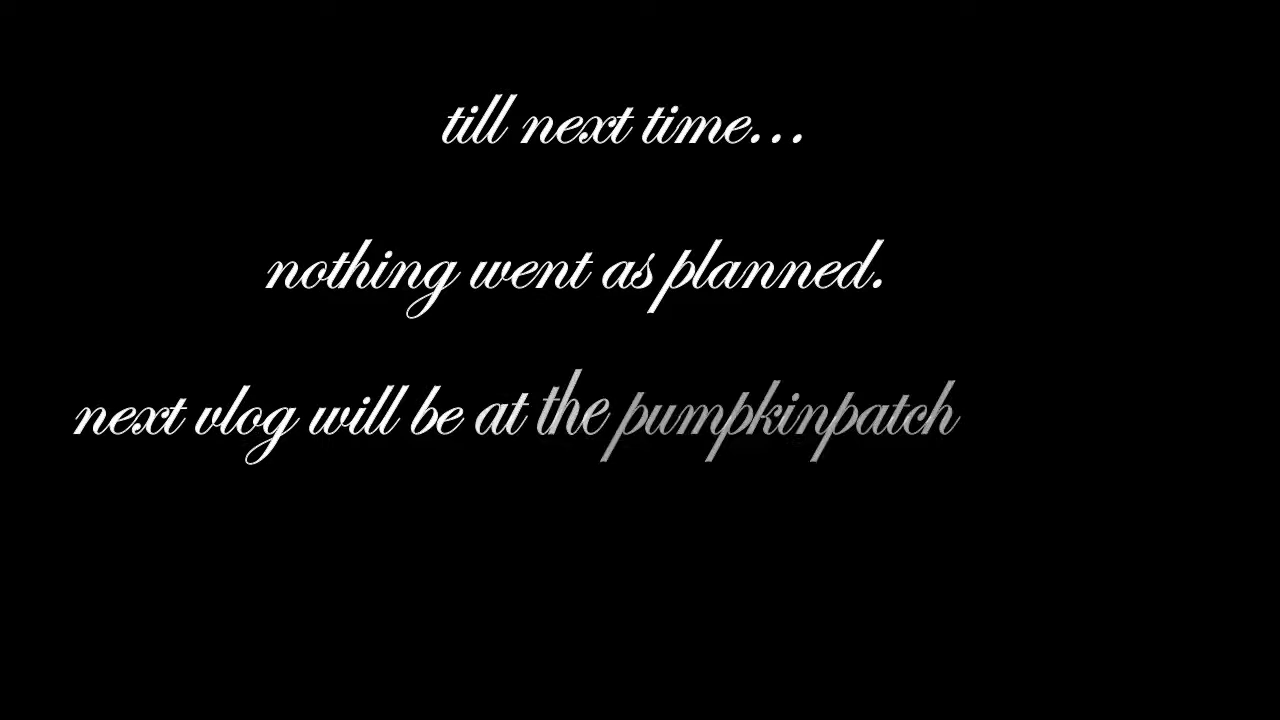 till next time...
nothing went as planned.
next vlog will be at the pumpkinpatch